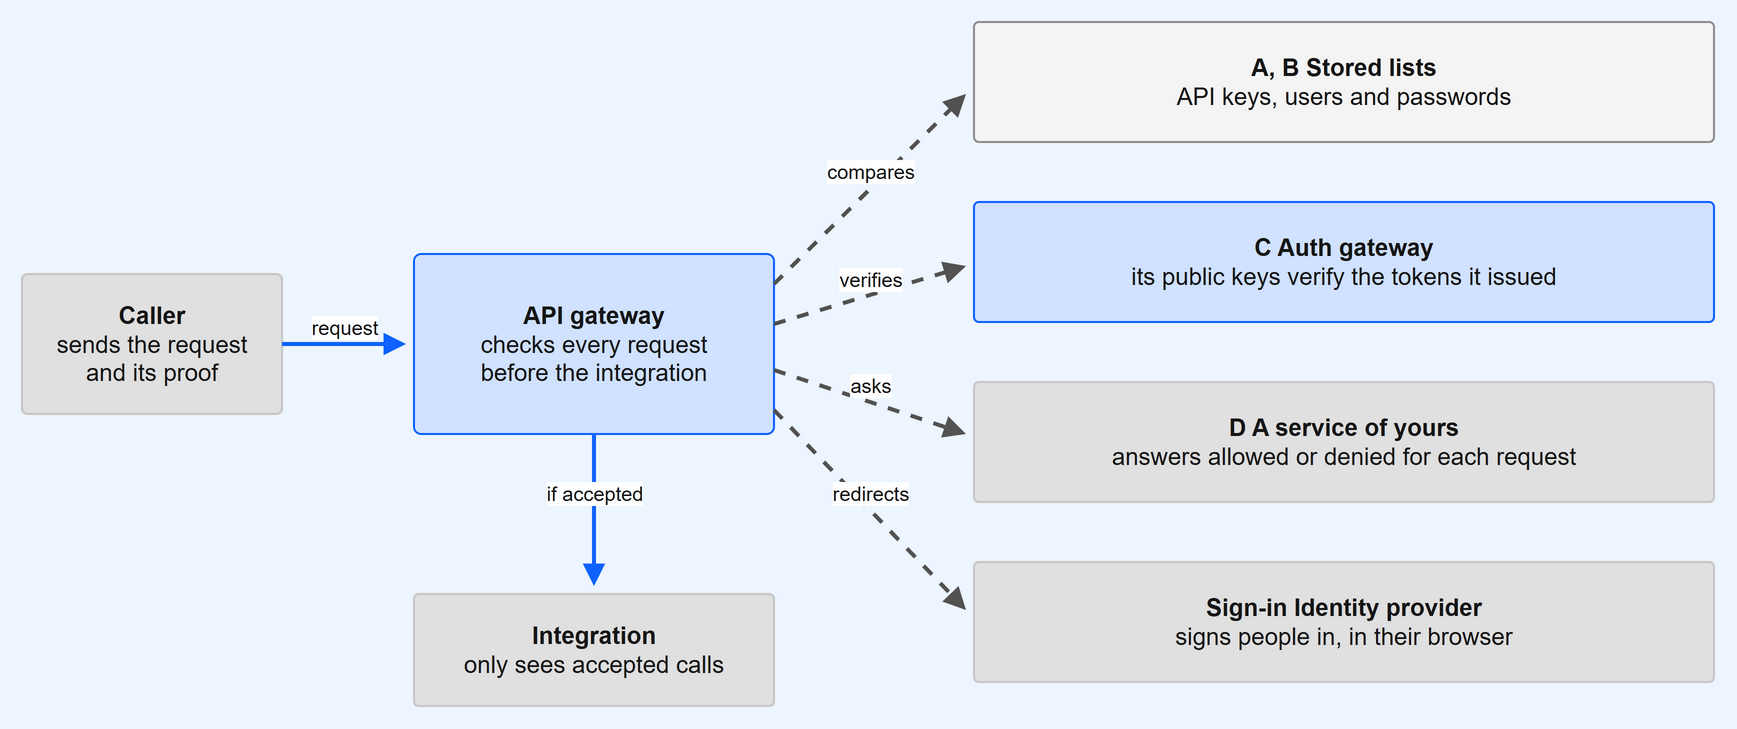 Caller
sends the request
and its proof
request
API gateway
checks every request
before the integration
if accepted
Integration
only sees accepted calls
compares
verifies
asks
redirects
A, B Stored lists
API keys, users and passwords
C Auth gateway
its public keys verify the tokens it issued
D A service of yours
answers allowed or denied for each request
Sign-in Identity provider
signs people in, in their browser